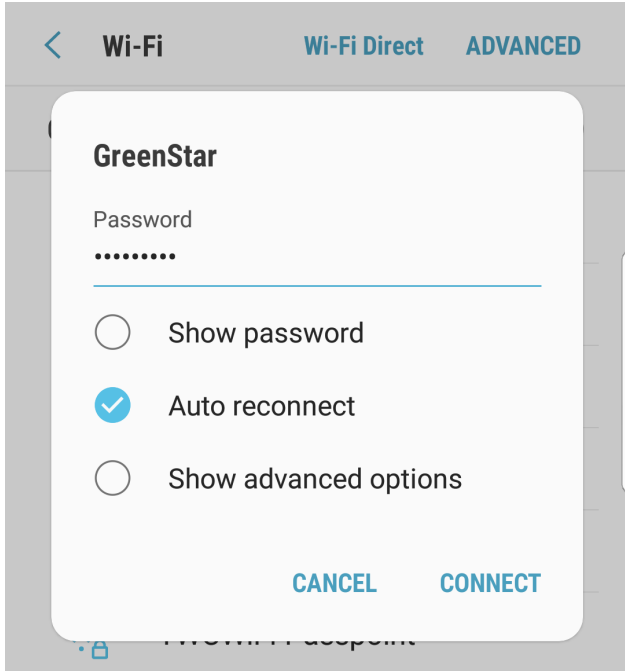 Wi-Fi Wi-Fi Direct ADVANCED
GreenStar
Password
•••••••••
Show password
Auto reconnect
Show advanced options
CANCEL CONNECT